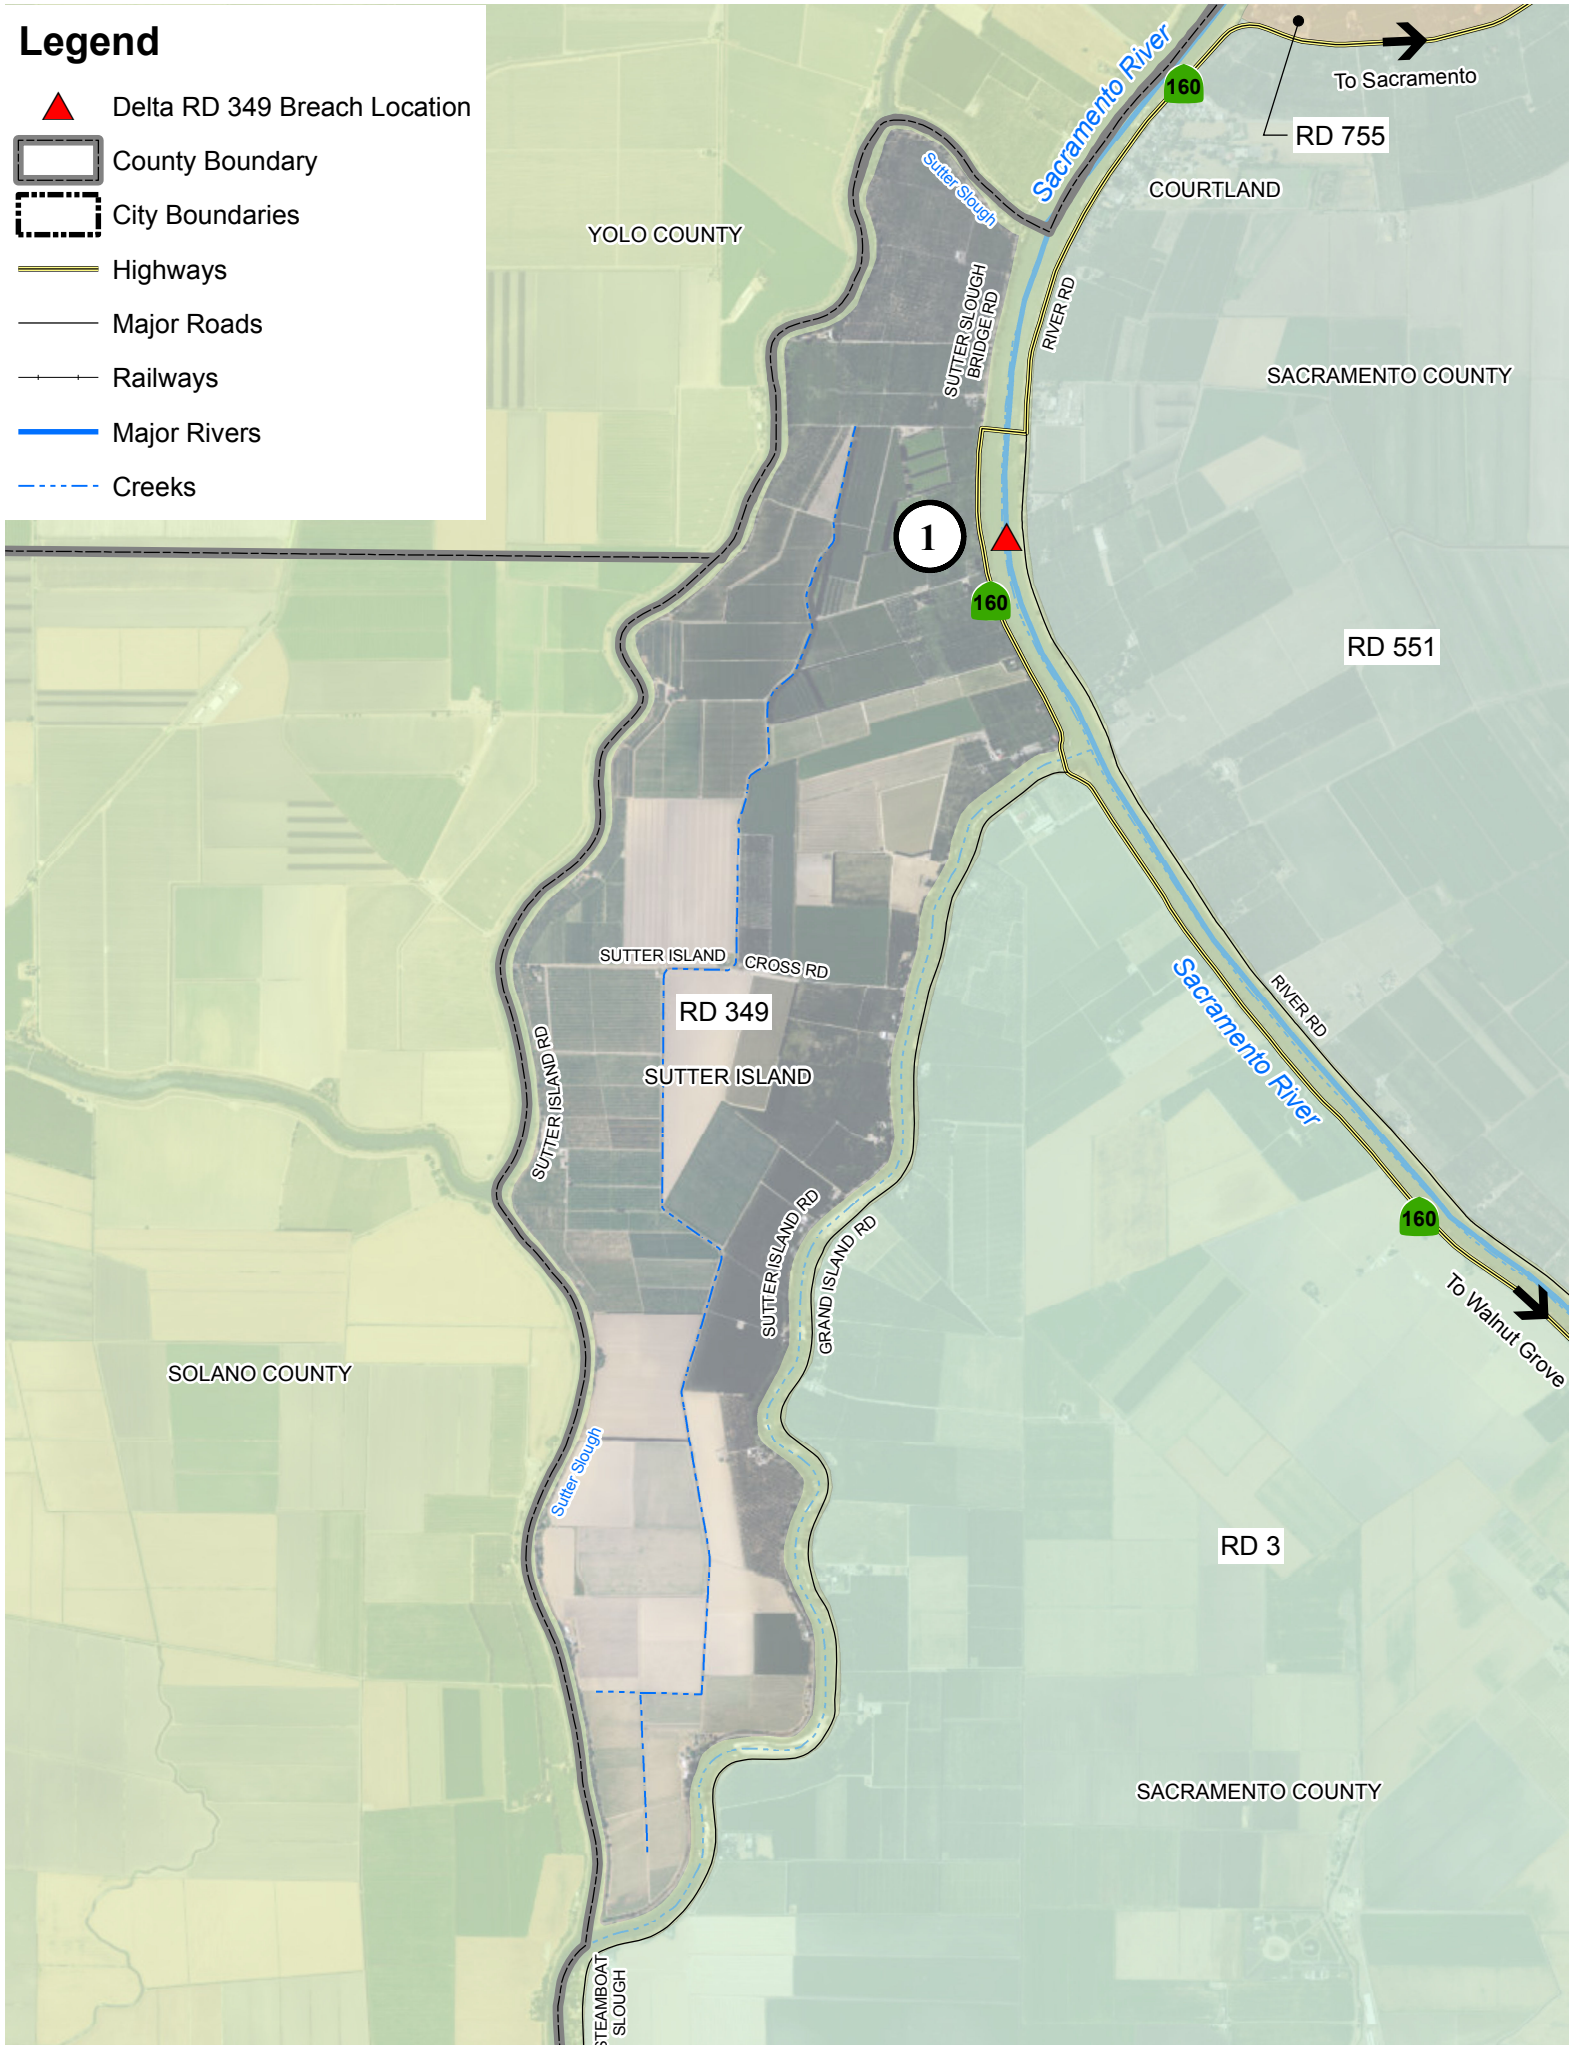 Legend
Delta RD 349 Breach Location
County Boundary
City Boundaries
Highways
Major Roads
Railways
Major Rivers
Creeks
Sacramento River
160
To Sacramento
RD 755
COURTLAND
Sutter Slough
YOLO COUNTY
SUTTER SLOUGH
BRIDGE RD
RIVER RD
SACRAMENTO COUNTY
1
160
RD 551
SUTTER ISLAND
CROSS RD
RD 349
SUTTER ISLAND
SUTTER ISLAND RD
Sacramento River
RIVER RD
SUTTER ISLAND RD
GRAND ISLAND RD
160
To Walnut Grove
SOLANO COUNTY
Sutter Slough
RD 3
SACRAMENTO COUNTY
STEAMBOAT
SLOUGH